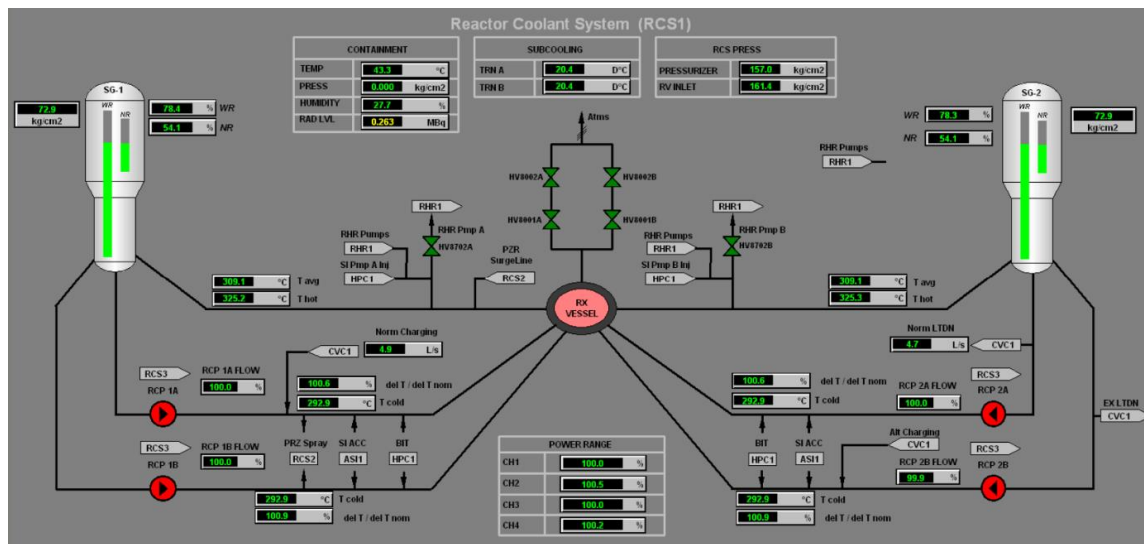 Reactor Coolant System (RCS1)
CONTAINMENT
TEMP 43.3 °C
PRESS 0.000 kg/cm2
HUMIDITY 27.7 %
RAD LVL 0.263 MBq
SUBCOOLING
TRN A 20.4 D°C
TRN B 20.4 D°C
RCS PRESS
PRESSURIZER 157.0 kg/cm2
RV INLET 161.4 kg/cm2
SG-1
WR
NR
72.9
kg/cm2
78.4 % WR
54.1 % NR
SG-2
WR
NR
WR 78.3 %
NR 54.1 %
72.9
kg/cm2
Atms
HV8002A
HV8002B
HV8001A
HV8001B
RHR Pumps
RHR1
RHR1
RHR Pmp A
HV8702A
RHR Pumps
RHR1
SI Pmp A Inj
HPC1
PZR
SurgeLine
RCS2
RHR1
RHR Pmp B
HV8702B
RHR Pumps
RHR1
SI Pmp B Inj
HPC1
309.1 °C T avg
325.2 °C T hot
309.1 °C T avg
325.3 °C T hot
RX
VESSEL
Norm Charging
CVC1
4.9 L/s
Norm LTDN
4.7 L/s
CVC1
RCS3
RCP 1A
RCP 1A FLOW
100.0 %
100.6 % del T / del T nom
292.9 °C T cold
RCS3
RCP 1B
RCP 1B FLOW
100.0 %
PRZ Spray
RCS2
SI ACC
ASI1
BIT
HPC1
292.9 °C T cold
100.9 % del T / del T nom
POWER RANGE
CH1 100.0 %
CH2 100.5 %
CH3 100.0 %
CH4 100.2 %
100.6 % del T / del T nom
292.9 °C T cold
RCP 2A FLOW
100.0 %
RCS3
RCP 2A
EX LTDN
CVC1
BIT
HPC1
SI ACC
ASI1
Alt Charging
CVC1
RCP 2B FLOW
99.9 %
RCS3
RCP 2B
292.9 °C T cold
100.9 % del T / del T nom